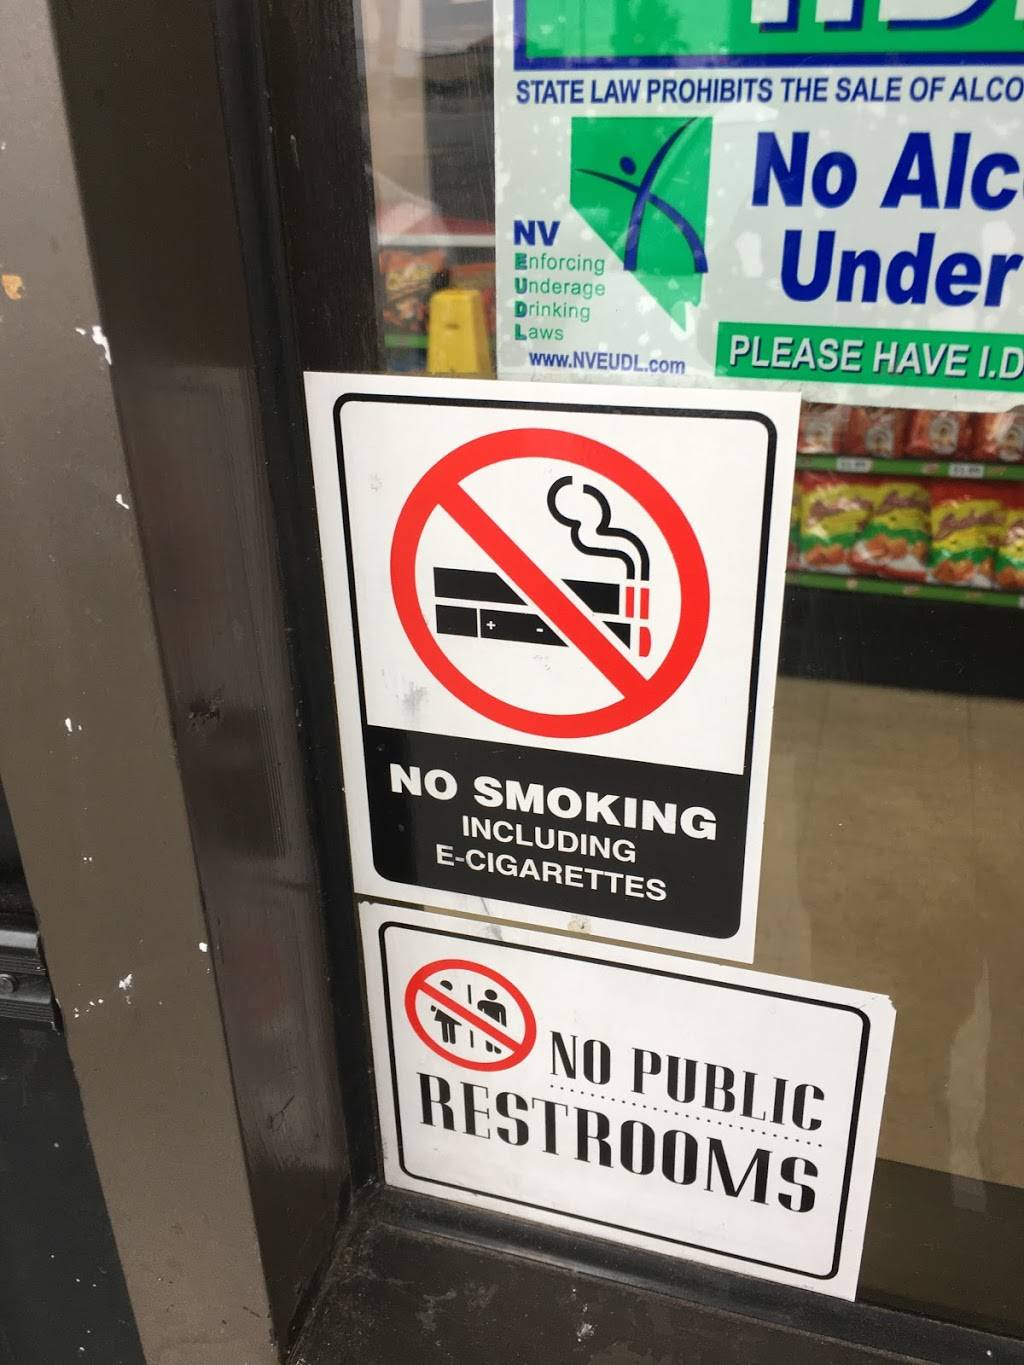 STATE LAW PROHIBITS THE SALE OF ALCO
No Alc
Under
NV
Enforcing
Underage
Drinking
Laws
www.NVEUDL.com
PLEASE HAVE I.D
NO SMOKING
INCLUDING
E-CIGARETTES
NO PUBLIC
RESTROOMS